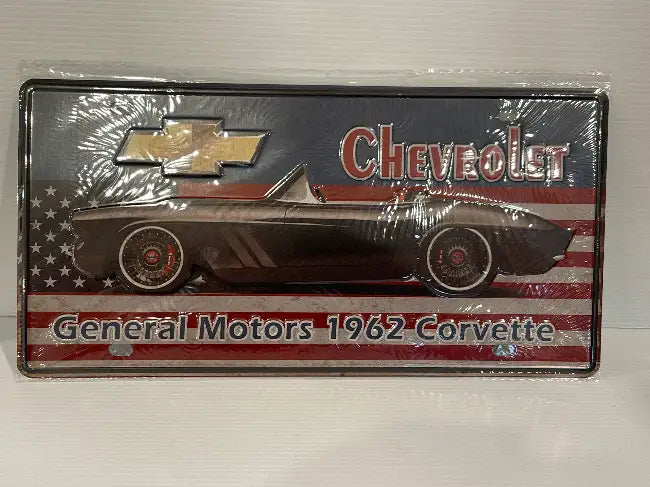 Chevrolet
General Motors 1962 Corvette